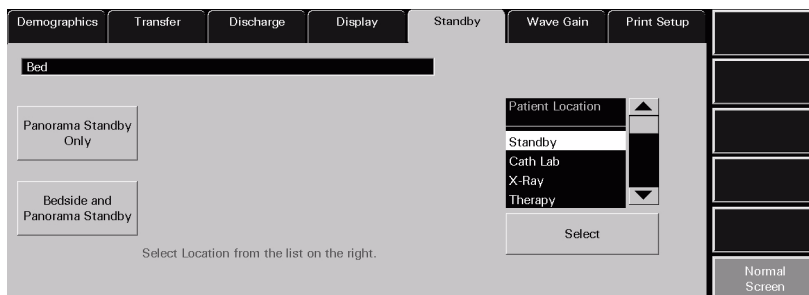 Demographics
Transfer
Discharge
Display
Standby
Wave Gain
Print Setup
Bed
Panorama Standby
Only
Bedside and
Panorama Standby
Patient Location
Standby
Cath Lab
X-Ray
Therapy
Select
Select Location from the list on the right.
Normal
Screen